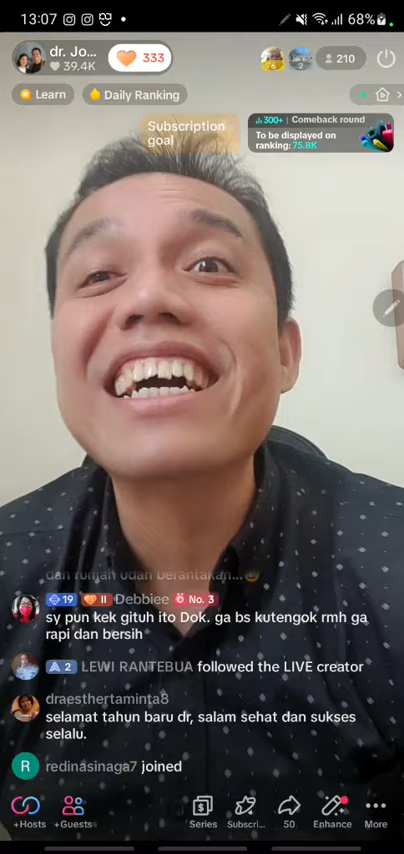 13:07
68%
dr. Jo...
39.4K
333
6
2
210
Learn
Daily Ranking
Subscription
goal
300+ | Comeback round
To be displayed on
ranking: 75.8K
dan rumah udah berantakan...
19 II Debbiee No. 3
sy pun kek gituh ito Dok. ga bs kutengok rmh ga
rapi dan bersih
2 LEWI RANTEBUA followed the LIVE creator
draesthertaminta8
selamat tahun baru dr, salam sehat dan sukses
selalu.
R redinasinaga7 joined
+Hosts
+Guests
Series
Subscri...
50
Enhance
More